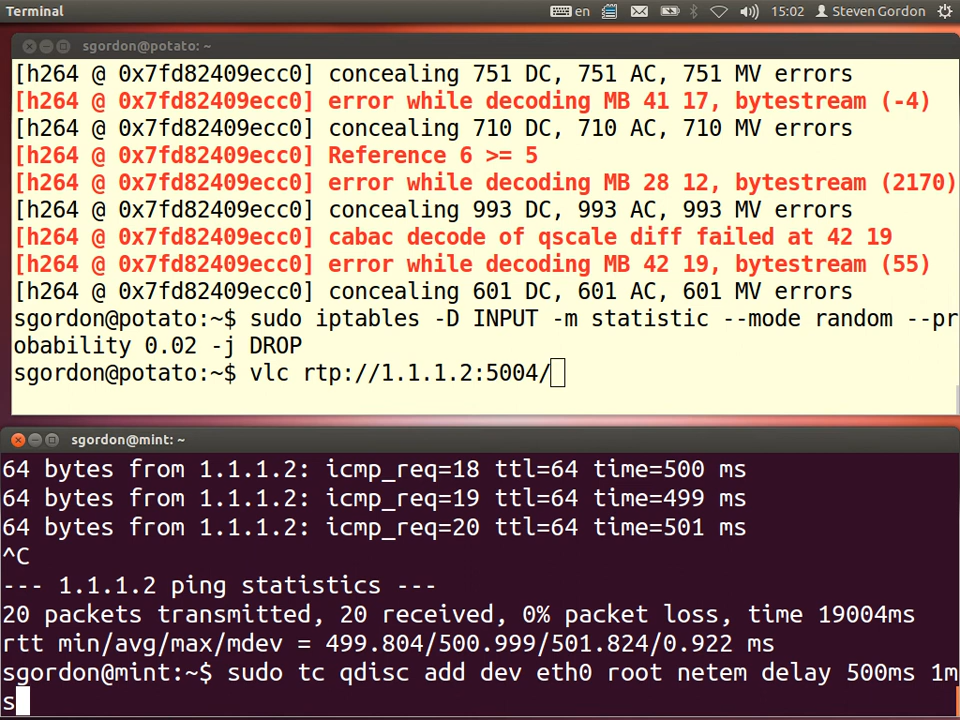 Terminal en 15:02 Steven Gordon
sgordon@potato: ~
[h264 @ 0x7fd82409ecc0] concealing 751 DC, 751 AC, 751 MV errors
[h264 @ 0x7fd82409ecc0] error while decoding MB 41 17, bytestream (-4)
[h264 @ 0x7fd82409ecc0] concealing 710 DC, 710 AC, 710 MV errors
[h264 @ 0x7fd82409ecc0] Reference 6 >= 5
[h264 @ 0x7fd82409ecc0] error while decoding MB 28 12, bytestream (2170)
[h264 @ 0x7fd82409ecc0] concealing 993 DC, 993 AC, 993 MV errors
[h264 @ 0x7fd82409ecc0] cabac decode of qscale diff failed at 42 19
[h264 @ 0x7fd82409ecc0] error while decoding MB 42 19, bytestream (55)
[h264 @ 0x7fd82409ecc0] concealing 601 DC, 601 AC, 601 MV errors
sgordon@potato:~$ sudo iptables -D INPUT -m statistic --mode random --pr
obability 0.02 -j DROP
sgordon@potato:~$ vlc rtp://1.1.1.2:5004/
sgordon@mint: ~
64 bytes from 1.1.1.2: icmp_req=18 ttl=64 time=500 ms
64 bytes from 1.1.1.2: icmp_req=19 ttl=64 time=499 ms
64 bytes from 1.1.1.2: icmp_req=20 ttl=64 time=501 ms
^C
--- 1.1.1.2 ping statistics ---
20 packets transmitted, 20 received, 0% packet loss, time 19004ms
rtt min/avg/max/mdev = 499.804/500.999/501.824/0.922 ms
sgordon@mint:~$ sudo tc qdisc add dev eth0 root netem delay 500ms 1m
s